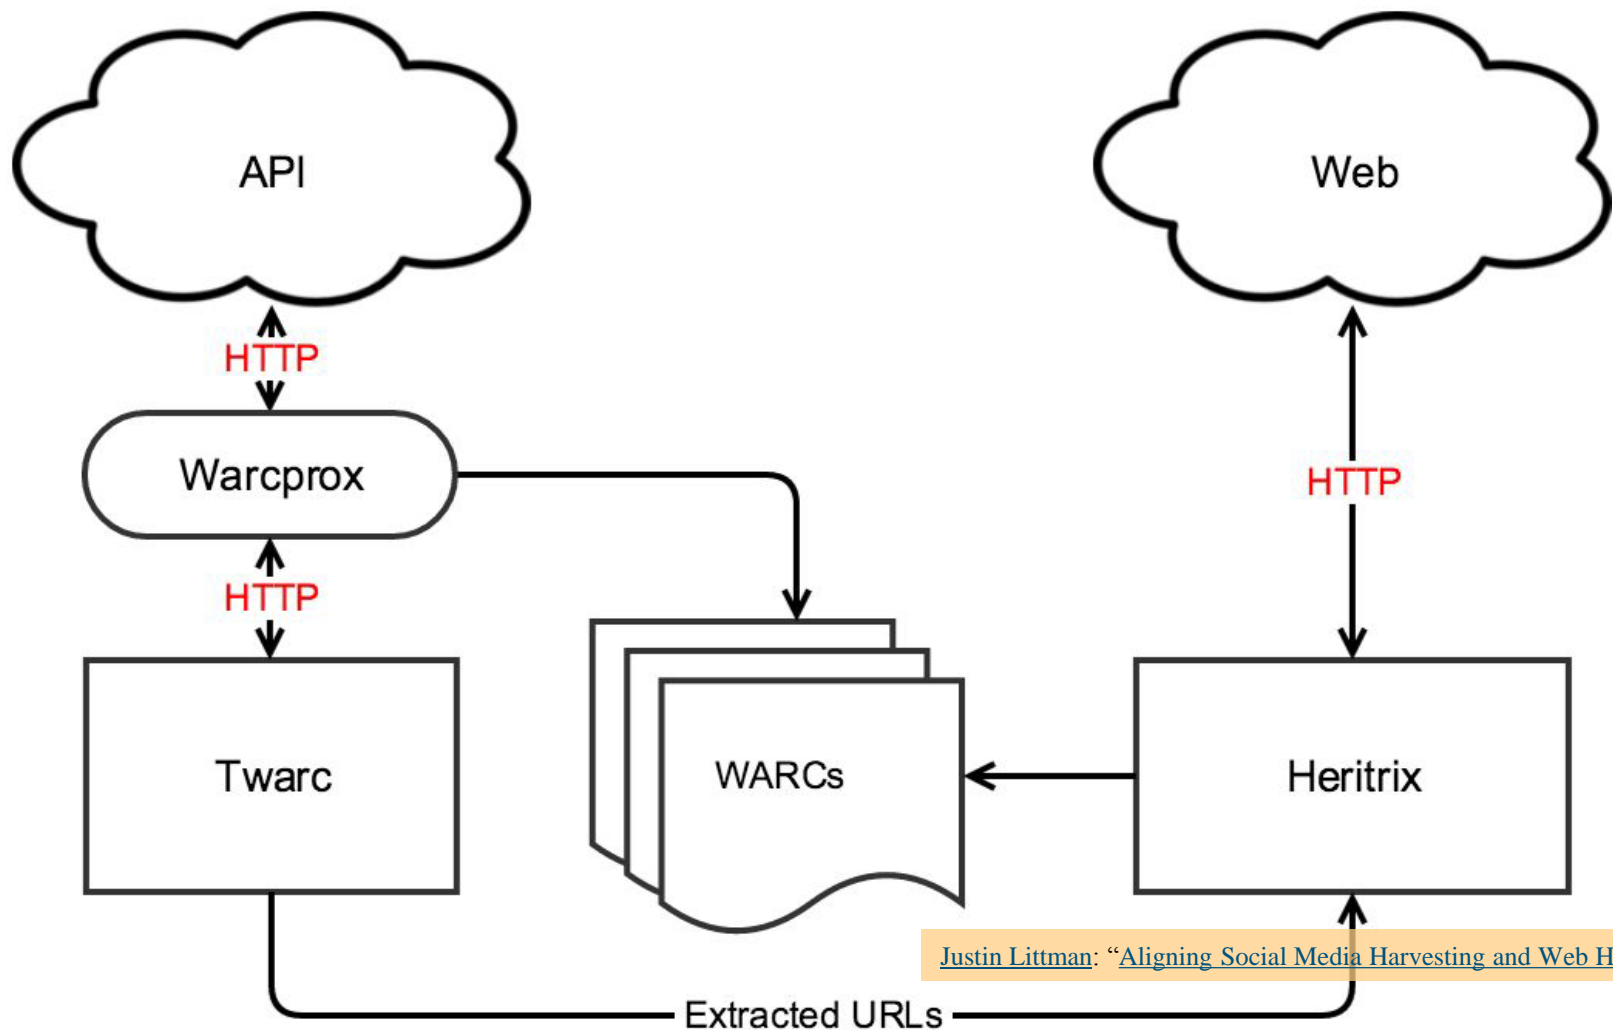 API
Web
HTTP
Warcprox
HTTP
HTTP
Twarc
WARCs
Heritrix
Justin Littman: “Aligning Social Media Harvesting and Web H
Extracted URLs